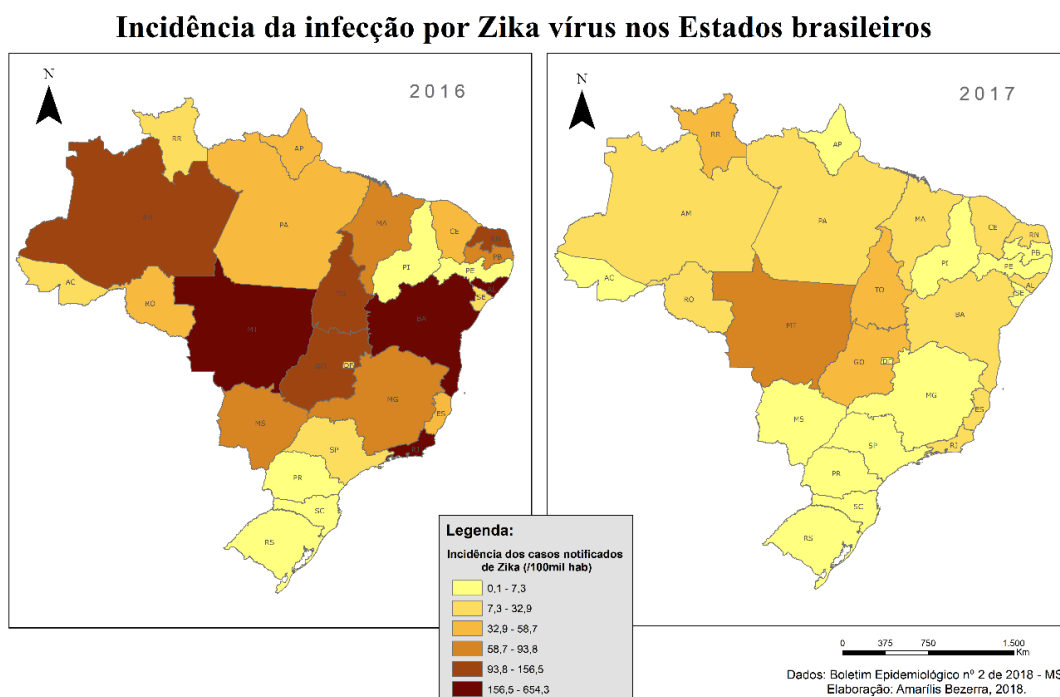 Incidência da infecção por Zika vírus nos Estados brasileiros
N
2016
RR
AP
AM
PA
MA
CE
RN
PB
PI
PE
AC
SE
RO
TO
MT
BA
GO
DF
MG
MS
ES
SP
RJ
PR
SC
RS
N
2017
RR
AP
AM
PA
MA
CE
RN
PB
PI
PE
AC
AL
SE
RO
TO
BA
MT
GO
DF
MG
MS
ES
SP
RJ
PR
SC
RS
Legenda:
Incidência dos casos notificados
de Zika (/100mil hab)
0,1 - 7,3
7,3 - 32,9
32,9 - 58,7
58,7 - 93,8
93,8 - 156,5
156,5 - 654,3
0 375 750 1.500
Km
Dados: Boletim Epidemiológico nº 2 de 2018 - MS
Elaboração: Amarílis Bezerra, 2018.